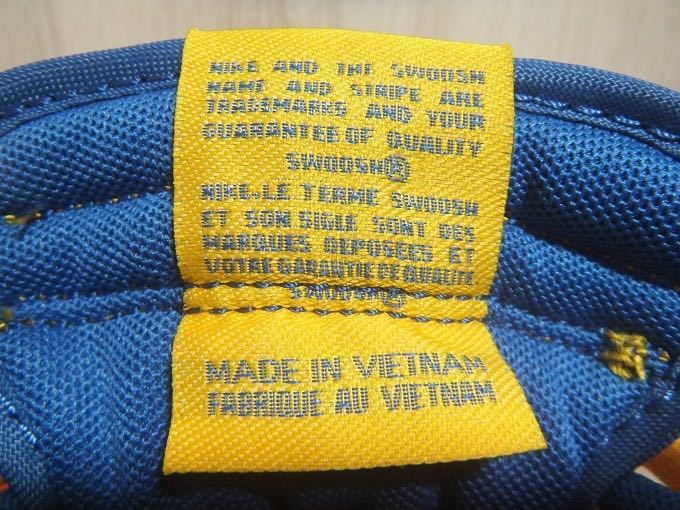 NIKE AND THE SWOOSH
NAME AND STRIPE ARE
TRADEMARKS AND YOUR
GUARANTEE OF QUALITY
SWOOSH®
NIKE, LE TERME SWOOSH
ET SON SIGLE SONT DES
MARQUES DEPOSEES ET
VOTRE GARANTIE DE QUALITE
SWOOSH®
MADE IN VIETNAM
FABRIQUE AU VIETNAM